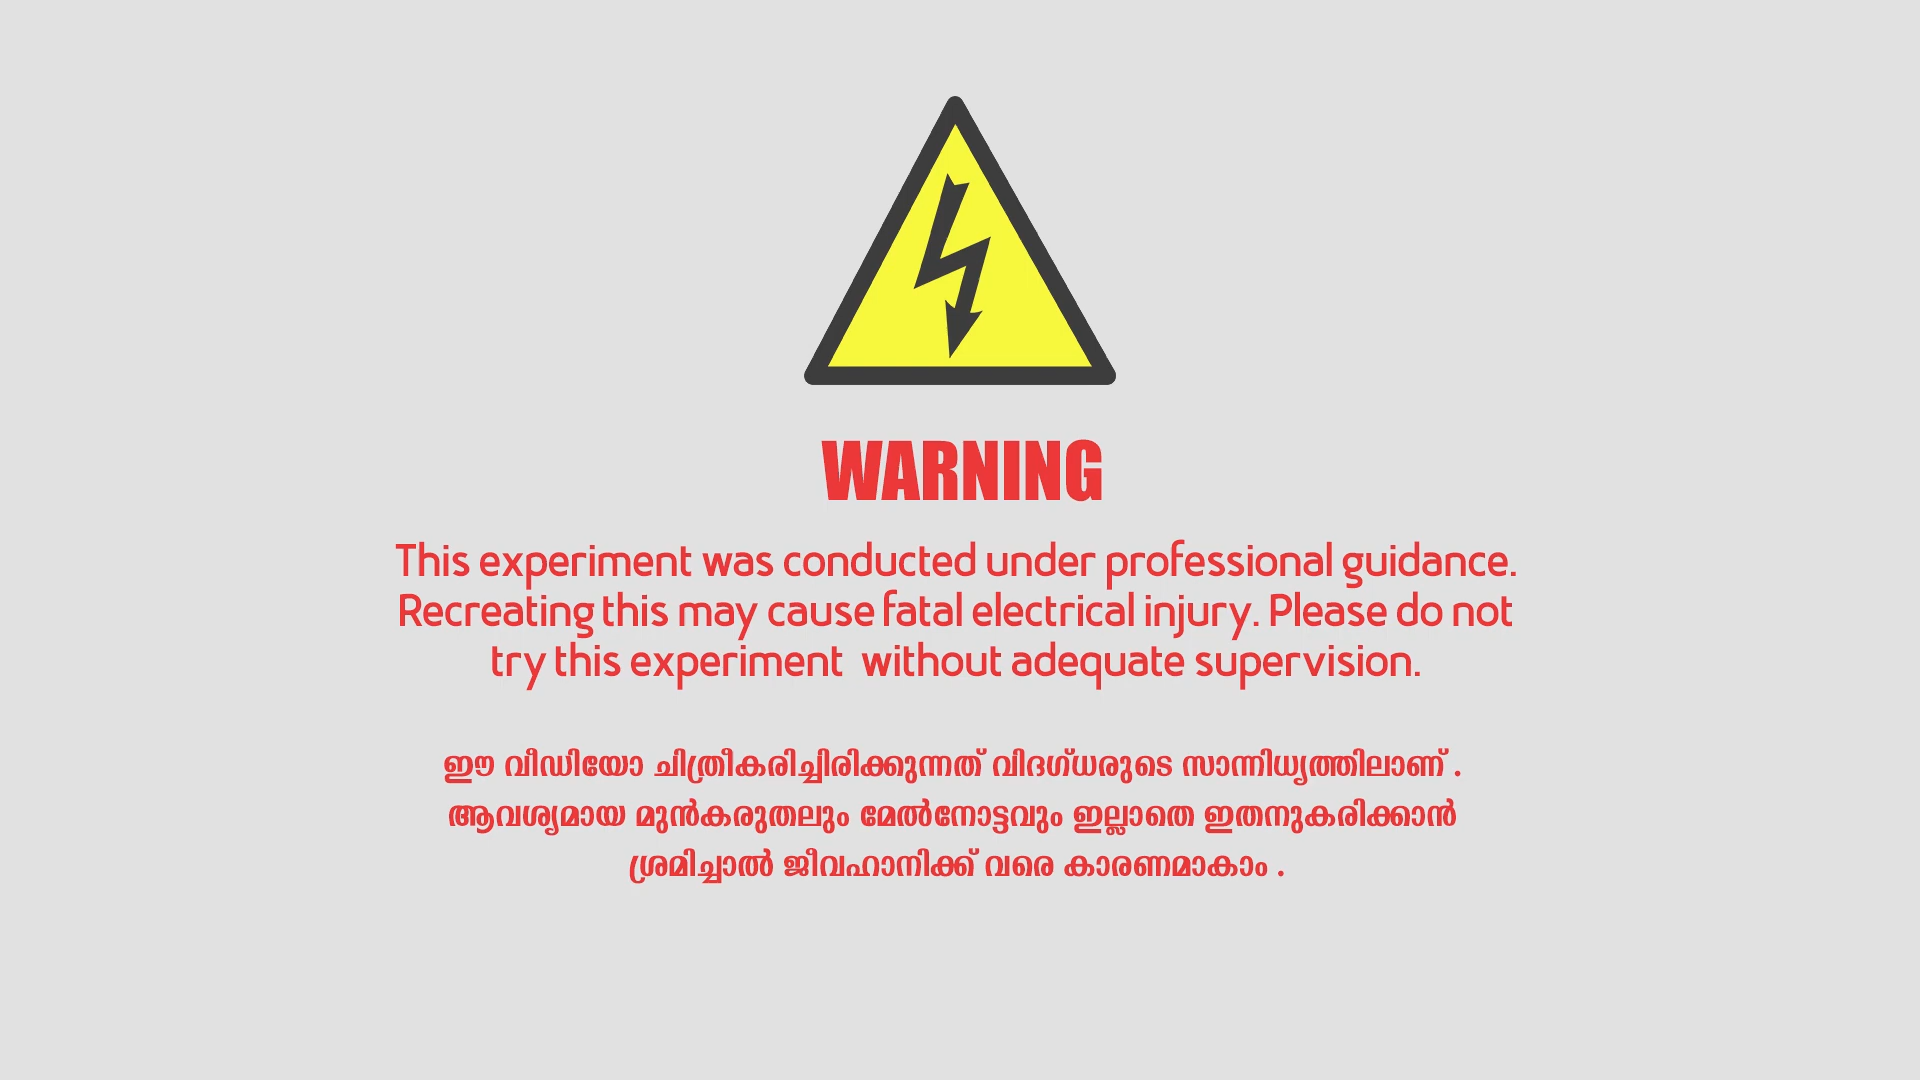 WARNING
This experiment was conducted under professional guidance.
Recreating this may cause fatal electrical injury. Please do not
try this experiment  without adequate supervision.
ഈ വീഡിയോ ചിത്രീകരിച്ചിരിക്കുന്നത് വിദഗ്ധരുടെ സാന്നിധ്യത്തിലാണ് .
ആവശ്യമായ മുൻകരുതലും മേൽനോട്ടവും ഇല്ലാതെ ഇതനുകരിക്കാൻ
ശ്രമിച്ചാൽ ജീവഹാനിക്ക് വരെ കാരണമാകാം .